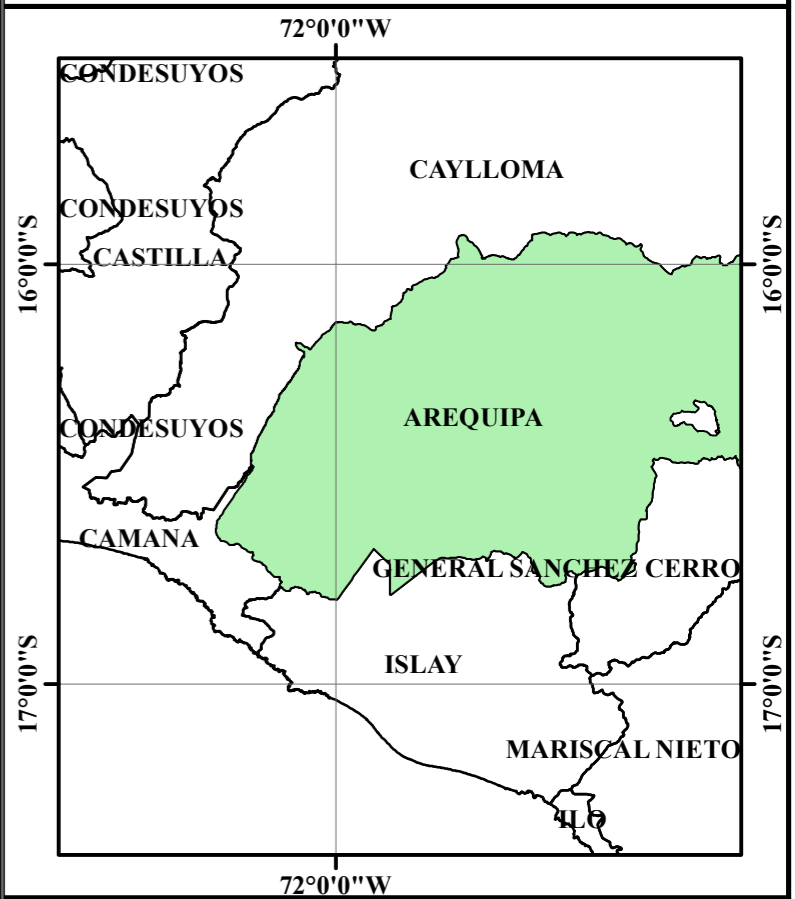 72°0'0"W
CONDESUYOS
CAYLLOMA
CONDESUYOS
16°0'0"S
CASTILLA
16°0'0"S
AREQUIPA
CONDESUYOS
CAMANA
GENERAL SANCHEZ CERRO
ISLAY
17°0'0"S
17°0'0"S
MARISCAL NIETO
ILO
72°0'0"W